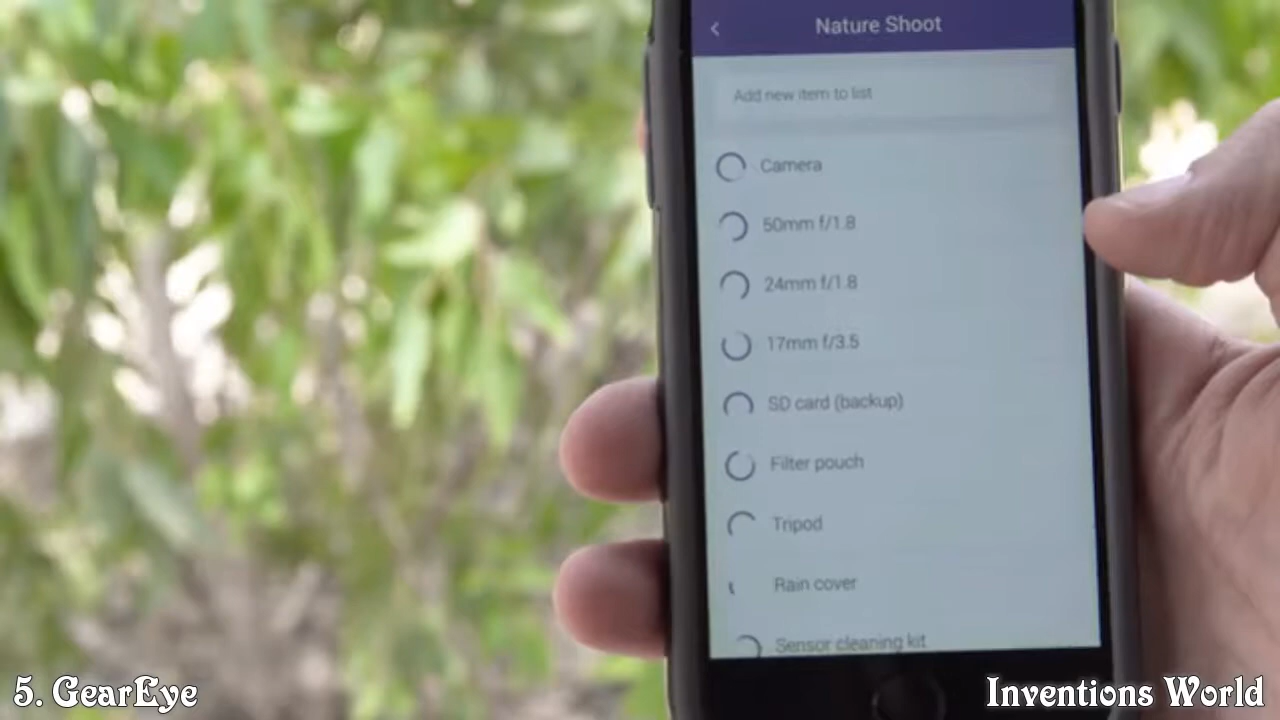 Nature Shoot
Add new item to list
Camera
50mm f/1.8
24mm f/1.8
17mm f/3.5
SD card (backup)
Filter pouch
Tripod
Rain cover
Sensor cleaning kit
5. GearEye
Inventions World